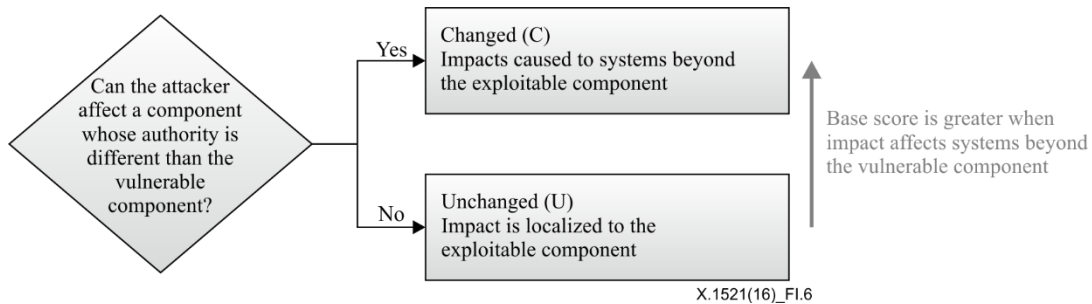 Can the attacker
affect a component
whose authority is
different than the
vulnerable
component?
Yes
Changed (C)
Impacts caused to systems beyond
the exploitable component
No
Unchanged (U)
Impact is localized to the
exploitable component
Base score is greater when
impact affects systems beyond
the vulnerable component
X.1521(16)_FI.6